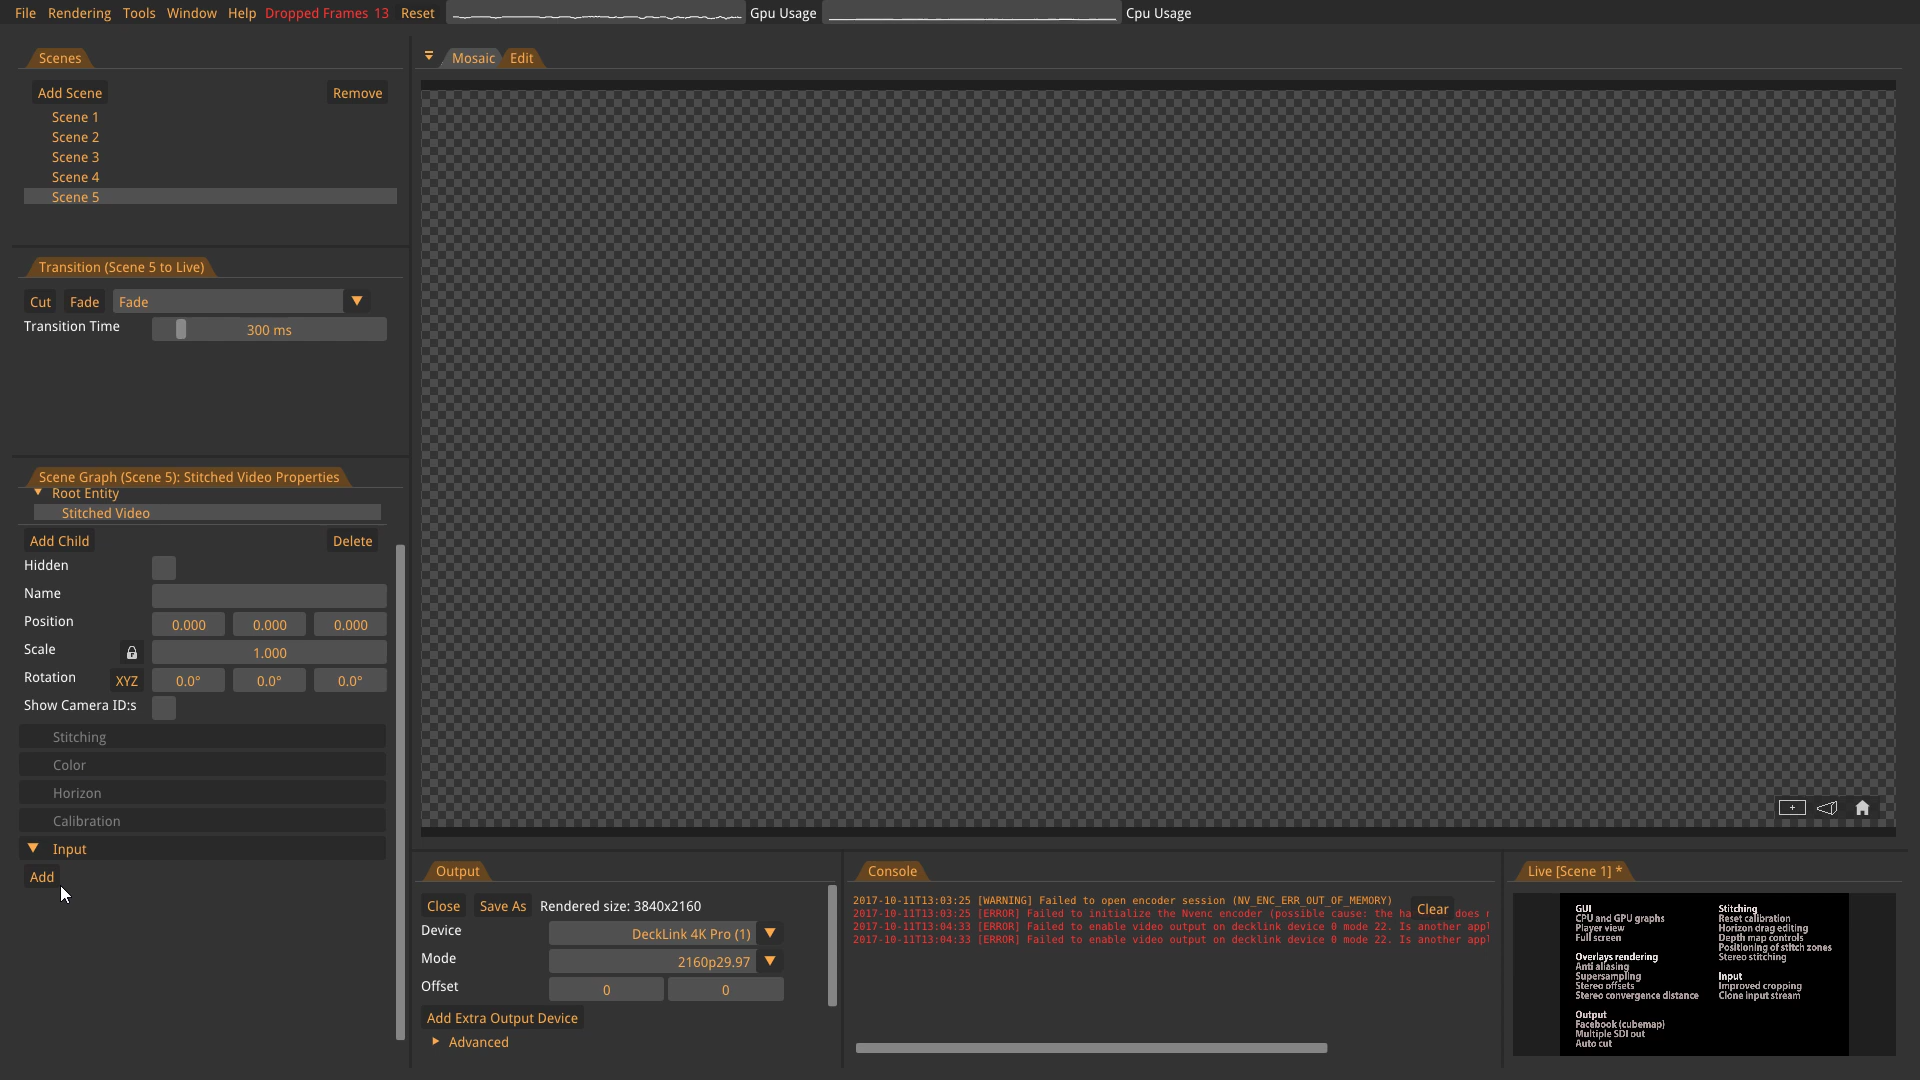 File Rendering Tools Window Help Dropped Frames 13 Reset Gpu Usage Cpu Usage
Scenes
Add Scene Remove
Scene 1
Scene 2
Scene 3
Scene 4
Scene 5
Transition (Scene 5 to Live)
Cut Fade Fade
Transition Time 300 ms
Scene Graph (Scene 5): Stitched Video Properties
Root Entity
Stitched Video
Add Child Delete
Hidden
Name
Position 0.000 0.000 0.000
Scale 1.000
Rotation XYZ 0.0° 0.0° 0.0°
Show Camera ID:s
Stitching
Color
Horizon
Calibration
Input
Add
Mosaic Edit
Output
Close Save As Rendered size: 3840x2160
Device DeckLink 4K Pro (1)
Mode 2160p29.97
Offset 0 0
Add Extra Output Device
Advanced
Console
Clear
2017-10-11T13:03:25 [WARNING] Failed to open encoder session (NV_ENC_ERR_OUT_OF_MEMORY)
2017-10-11T13:03:25 [ERROR] Failed to initialize the Nvenc encoder (possible cause: the ha does
2017-10-11T13:04:33 [ERROR] Failed to enable video output on decklink device 0 mode 22. Is another appl
2017-10-11T13:04:33 [ERROR] Failed to enable video output on decklink device 0 mode 22. Is another appl
Live [Scene 1] *
GUI
CPU and GPU graphs
Player view
Full screen
Overlays rendering
Anti aliasing
Supersampling
Stereo offsets
Stereo convergence distance
Output
Facebook (cubemap)
Multiple SDI out
Auto cut
Stitching
Reset calibration
Horizon drag editing
Depth map controls
Positioning of stitch zones
Stereo stitching
Input
Improved cropping
Clone input stream